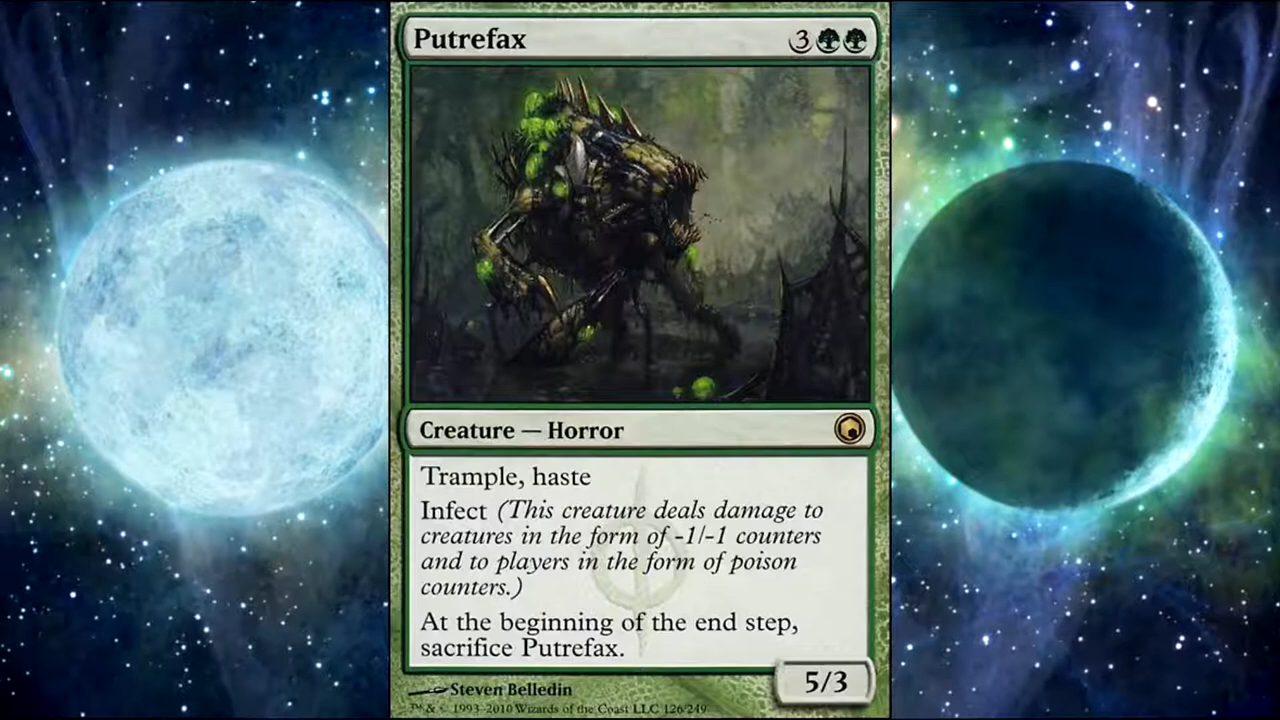 Putrefax 3
Creature — Horror
Trample, haste
Infect (This creature deals damage to
creatures in the form of -1/-1 counters
and to players in the form of poison
counters.)
At the beginning of the end step,
sacrifice Putrefax.
5/3
Steven Belledin
™ & © 1993–2010 Wizards of the Coast LLC 126/249